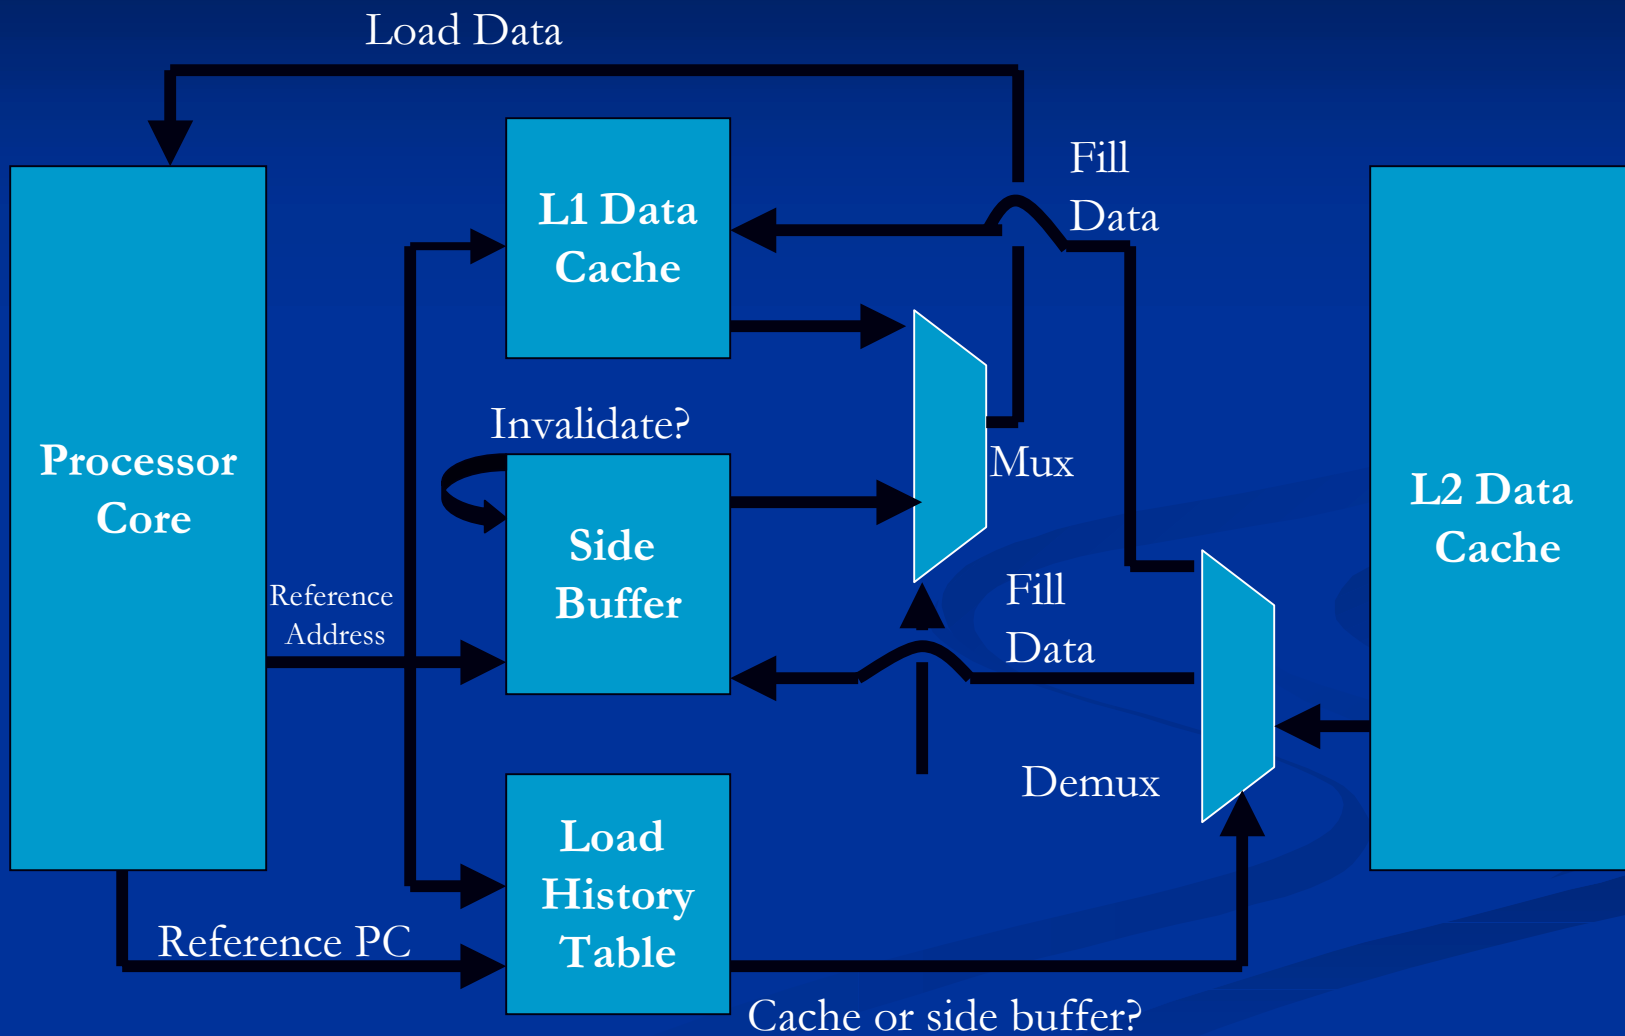 Load Data
Fill
Data
L1 Data
Cache
Invalidate?
Processor
Core
Mux
L2 Data
Cache
Side
Buffer
Reference
Address
Fill
Data
Demux
Load
History
Table
Reference PC
Cache or side buffer?